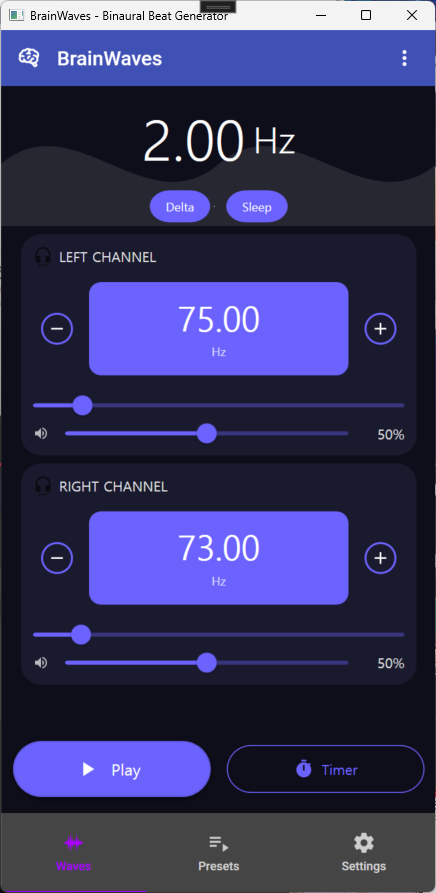 BrainWaves - Binaural Beat Generator
BrainWaves
2.00 Hz
Delta · Sleep
LEFT CHANNEL
75.00
Hz
50%
RIGHT CHANNEL
73.00
Hz
50%
Play Timer
Waves Presets Settings